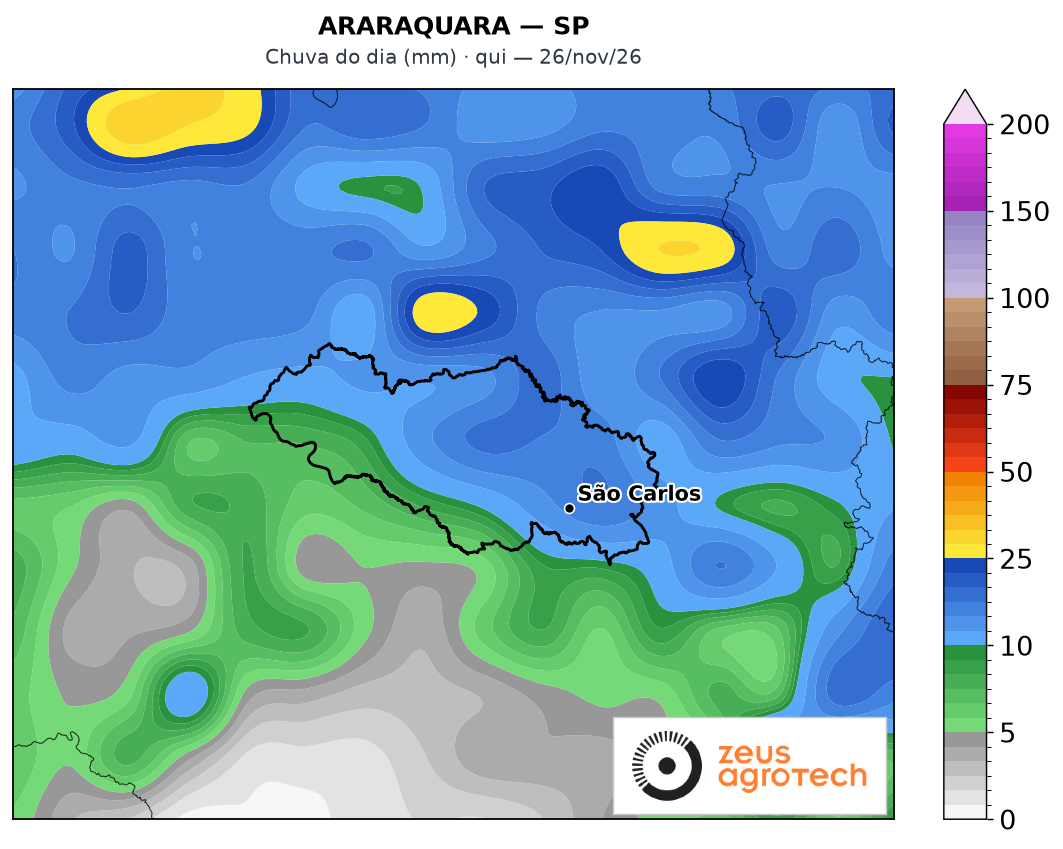 ARARAQUARA — SP
Chuva do dia (mm) · qui — 26/nov/26
200
150
100
75
50
25
10
5
0
São Carlos
zeus
agrotech